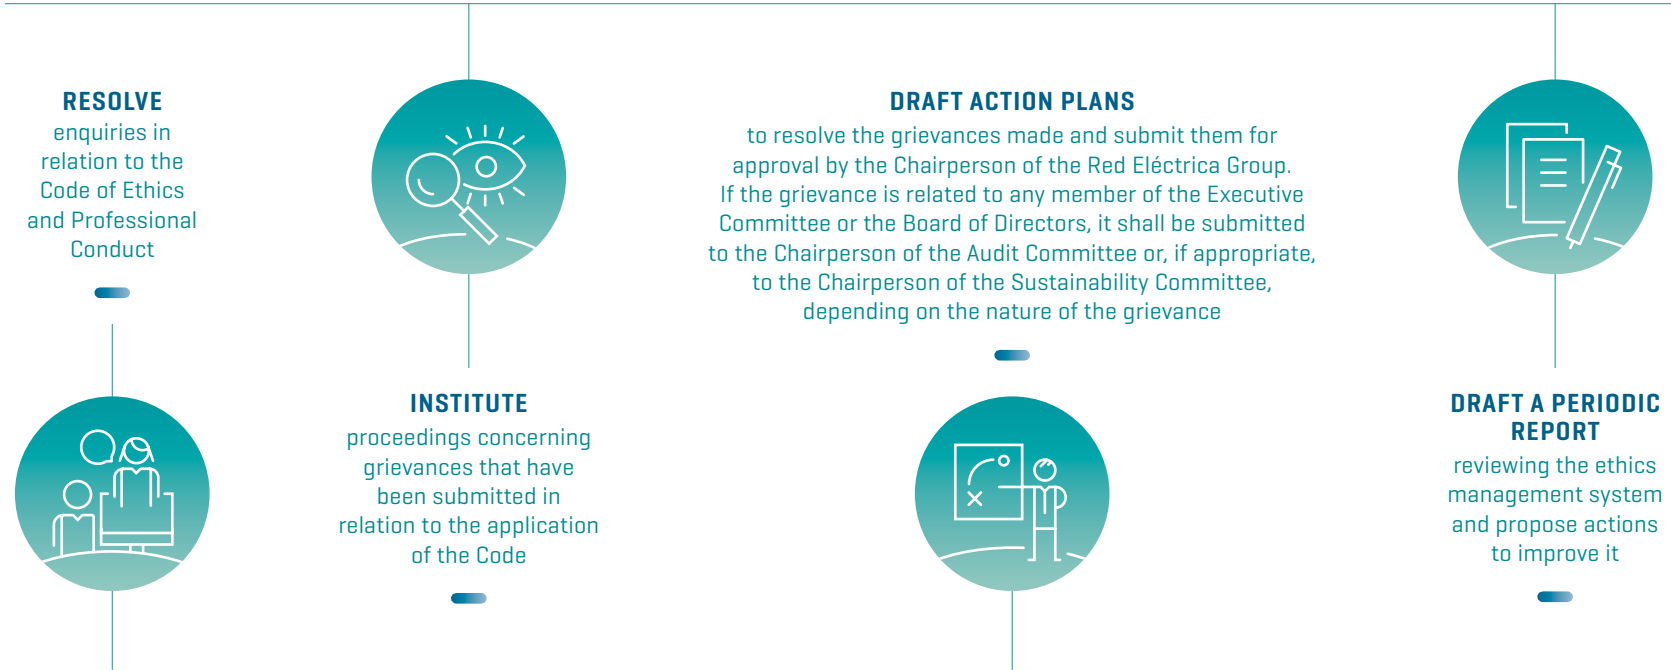 RESOLVE
enquiries in
relation to the
Code of Ethics
and Professional
Conduct
INSTITUTE
proceedings concerning
grievances that have
been submitted in
relation to the application
of the Code
DRAFT ACTION PLANS
to resolve the grievances made and submit them for
approval by the Chairperson of the Red Eléctrica Group.
If the grievance is related to any member of the Executive
Committee or the Board of Directors, it shall be submitted
to the Chairperson of the Audit Committee or, if appropriate,
to the Chairperson of the Sustainability Committee,
depending on the nature of the grievance
DRAFT A PERIODIC
REPORT
reviewing the ethics
management system
and propose actions
to improve it